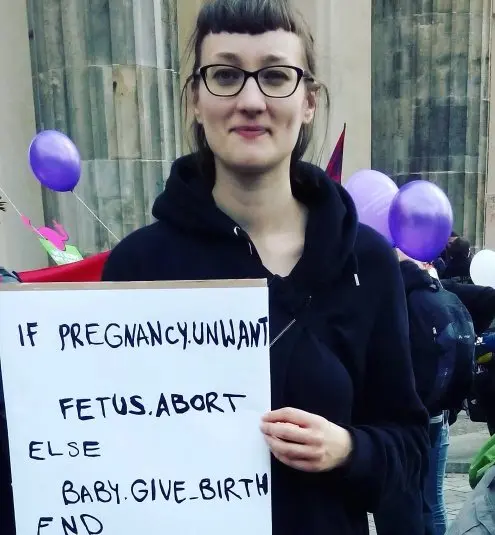 IF PREGNANCY.UNWANT
FETUS.ABORT
ELSE
BABY.GIVE_BIRTH
END